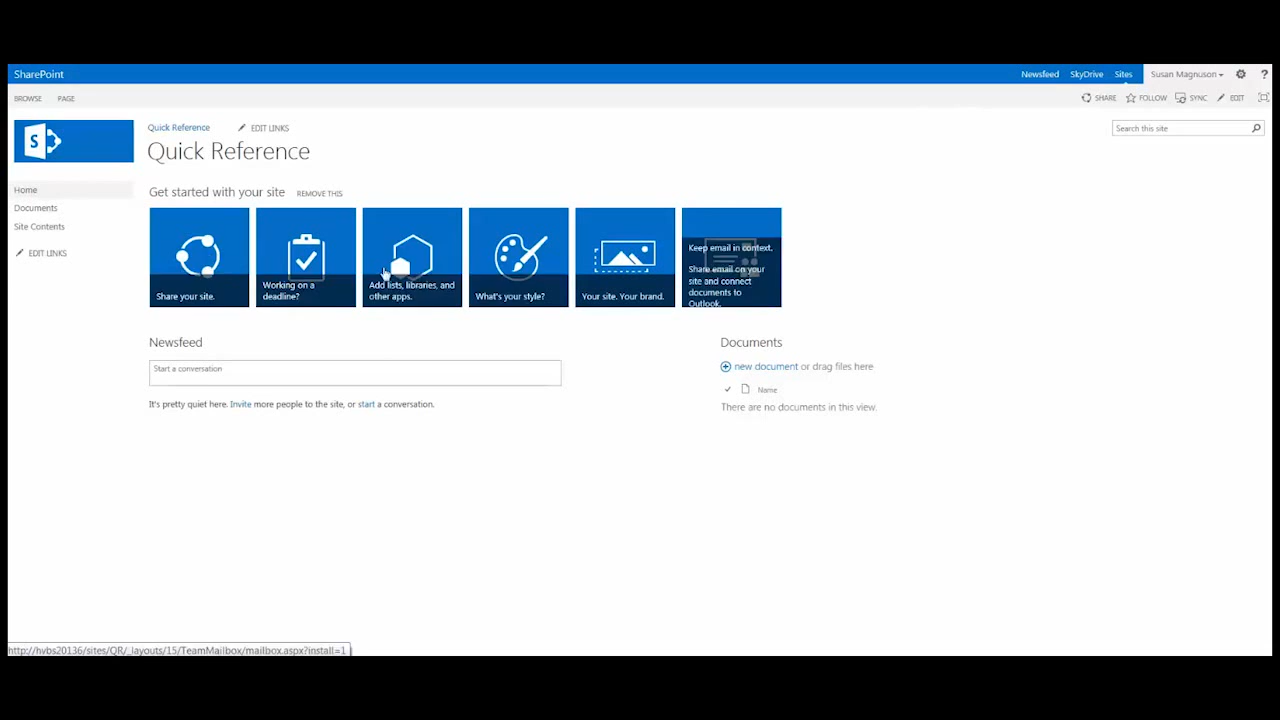 SharePoint
Newsfeed SkyDrive Sites Susan Magnuson ?
BROWSE PAGE
SHARE FOLLOW SYNC EDIT
S
Quick Reference EDIT LINKS
Search this site
Quick Reference
Home
Documents
Site Contents
EDIT LINKS
Get started with your site REMOVE THIS
Share your site.
Working on a
deadline?
Add lists, libraries, and
other apps.
What's your style?
Your site. Your brand.
Keep email in context.
Share email on your
site and connect
documents to
Outlook.
Newsfeed
Start a conversation
It's pretty quiet here. Invite more people to the site, or start a conversation.
Documents
new document or drag files here
Name
There are no documents in this view.
http://hvbs20136/sites/QR/_layouts/15/TeamMailbox/mailbox.aspx?install=1